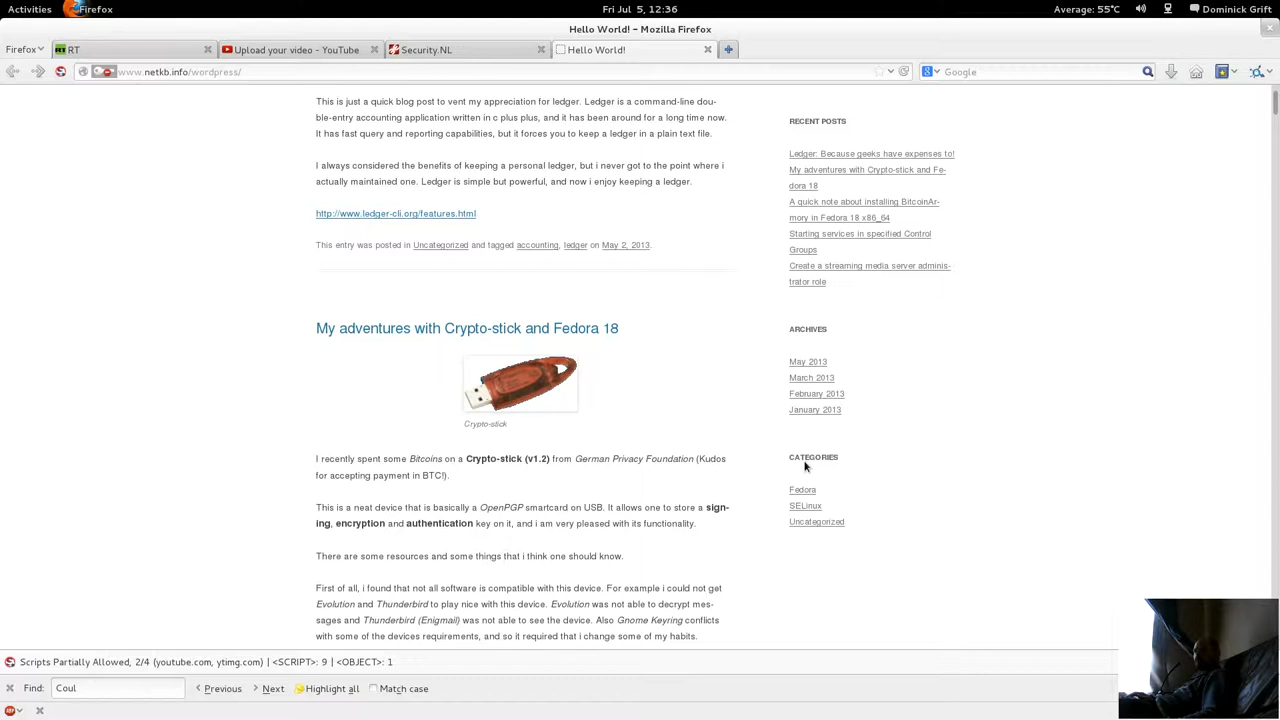 Activities Firefox Fri Jul 5, 12:36 Average: 55°C Dominick Grift
Hello World! - Mozilla Firefox
Firefox RT Upload your video - YouTube Security.NL Hello World!
www.netkb.info/wordpress/ Google
This is just a quick blog post to vent my appreciation for ledger. Ledger is a command-line dou-
ble-entry accounting application written in c plus plus, and it has been around for a long time now.
It has fast query and reporting capabilities, but it forces you to keep a ledger in a plain text file.
I always considered the benefits of keeping a personal ledger, but i never got to the point where i
actually maintained one. Ledger is simple but powerful, and now i enjoy keeping a ledger.
http://www.ledger-cli.org/features.html
This entry was posted in Uncategorized and tagged accounting, ledger on May 2, 2013.
My adventures with Crypto-stick and Fedora 18
Crypto-stick
I recently spent some Bitcoins on a Crypto-stick (v1.2) from German Privacy Foundation (Kudos
for accepting payment in BTC!).
This is a neat device that is basically a OpenPGP smartcard on USB. It allows one to store a sign-
ing, encryption and authentication key on it, and i am very pleased with its functionality.
There are some resources and some things that i think one should know.
First of all, i found that not all software is compatible with this device. For example i could not get
Evolution and Thunderbird to play nice with this device. Evolution was not able to decrypt mes-
sages and Thunderbird (Enigmail) was not able to see the device. Also Gnome Keyring conflicts
with some of the devices requirements, and so it required that i change some of my habits.
RECENT POSTS
Ledger: Because geeks have expenses to!
My adventures with Crypto-stick and Fe-
dora 18
A quick note about installing BitcoinAr-
mory in Fedora 18 x86_64
Starting services in specified Control
Groups
Create a streaming media server adminis-
trator role
ARCHIVES
May 2013
March 2013
February 2013
January 2013
CATEGORIES
Fedora
SELinux
Uncategorized
Scripts Partially Allowed, 2/4 (youtube.com, ytimg.com) | <SCRIPT>: 9 | <OBJECT>: 1
Find: Coul Previous Next Highlight all Match case